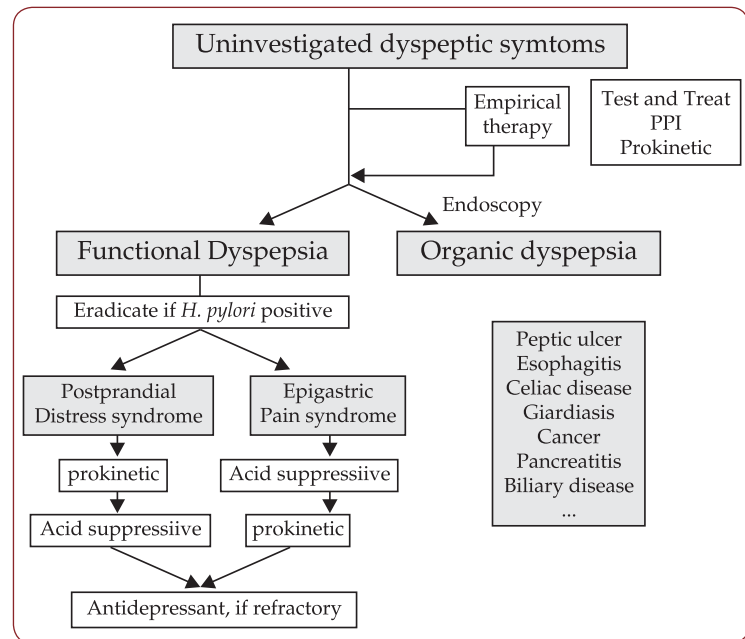 Uninvestigated dyspeptic symtoms
Empirical
therapy
Test and Treat
PPI
Prokinetic
Endoscopy
Functional Dyspepsia
Organic dyspepsia
Eradicate if H. pylori positive
Postprandial
Distress syndrome
Epigastric
Pain syndrome
prokinetic
Acid suppressiive
Acid suppressiive
prokinetic
Antidepressant, if refractory
Peptic ulcer
Esophagitis
Celiac disease
Giardiasis
Cancer
Pancreatitis
Biliary disease
...